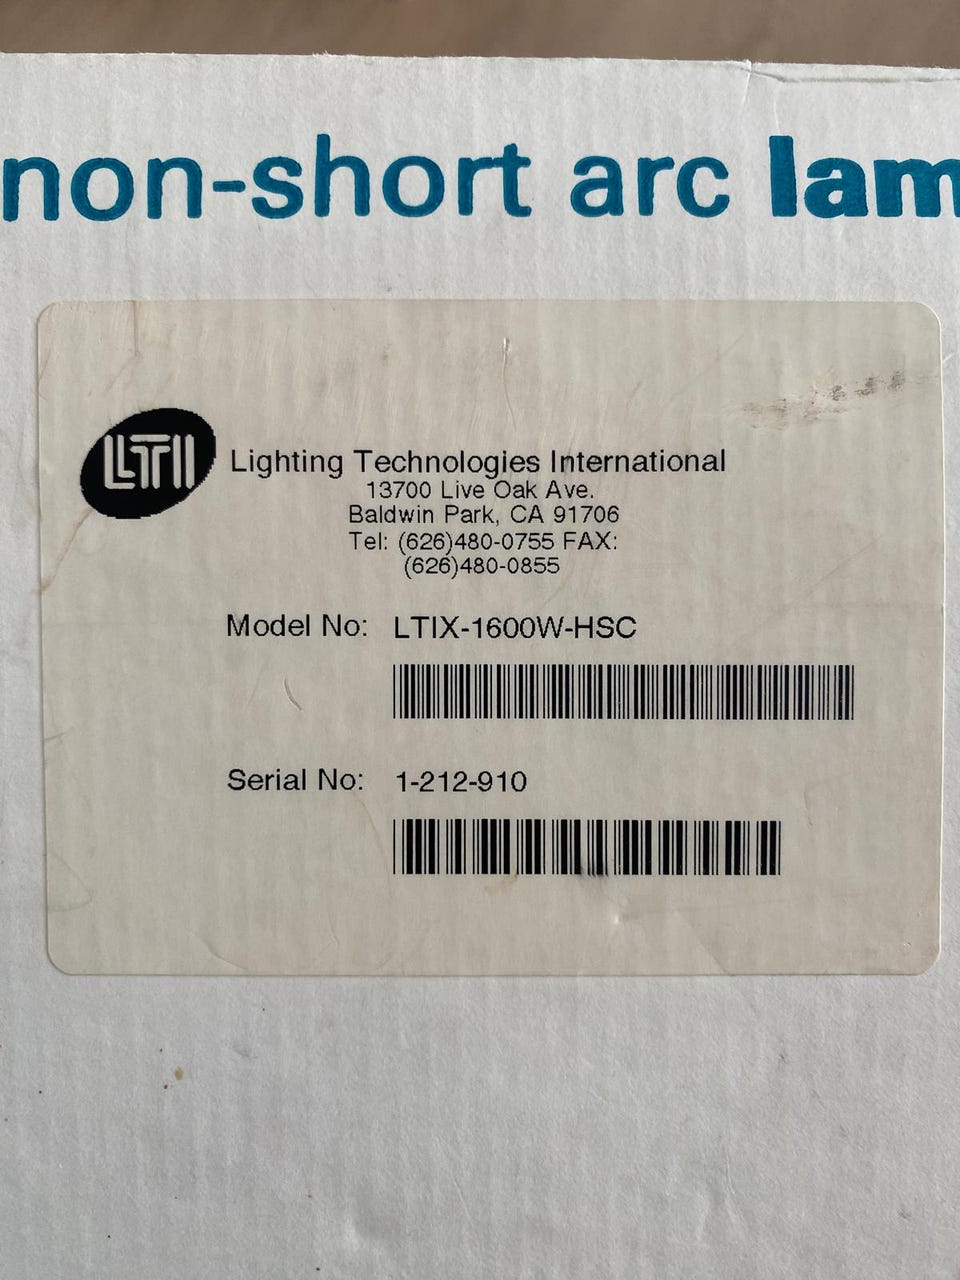 non-short arc lam
LTI
Lighting Technologies International
13700 Live Oak Ave.
Baldwin Park, CA 91706
Tel: (626)480-0755 FAX:
(626)480-0855
Model No: LTIX-1600W-HSC
Serial No: 1-212-910